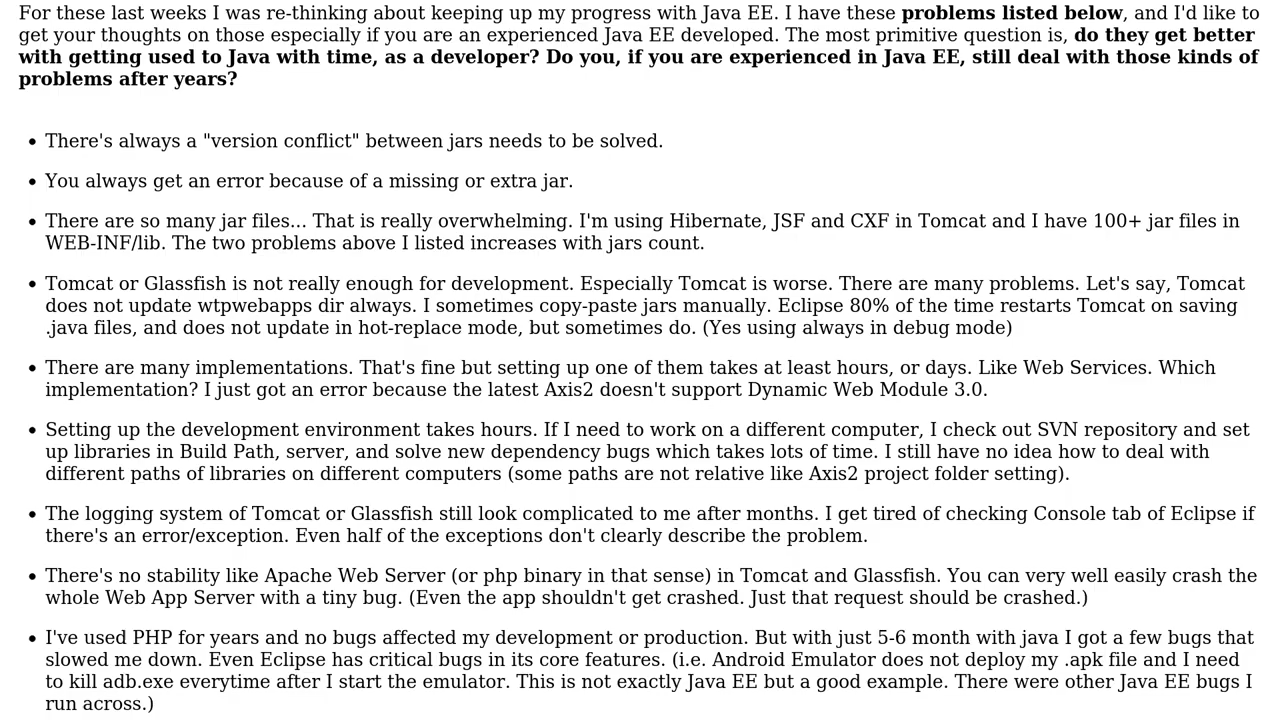 For these last weeks I was re-thinking about keeping up my progress with Java EE. I have these problems listed below, and I'd like to
get your thoughts on those especially if you are an experienced Java EE developed. The most primitive question is, do they get better
with getting used to Java with time, as a developer? Do you, if you are experienced in Java EE, still deal with those kinds of
problems after years?
• There's always a "version conflict" between jars needs to be solved.
• You always get an error because of a missing or extra jar.
• There are so many jar files... That is really overwhelming. I'm using Hibernate, JSF and CXF in Tomcat and I have 100+ jar files in
WEB-INF/lib. The two problems above I listed increases with jars count.
• Tomcat or Glassfish is not really enough for development. Especially Tomcat is worse. There are many problems. Let's say, Tomcat
does not update wtpwebapps dir always. I sometimes copy-paste jars manually. Eclipse 80% of the time restarts Tomcat on saving
.java files, and does not update in hot-replace mode, but sometimes do. (Yes using always in debug mode)
• There are many implementations. That's fine but setting up one of them takes at least hours, or days. Like Web Services. Which
implementation? I just got an error because the latest Axis2 doesn't support Dynamic Web Module 3.0.
• Setting up the development environment takes hours. If I need to work on a different computer, I check out SVN repository and set
up libraries in Build Path, server, and solve new dependency bugs which takes lots of time. I still have no idea how to deal with
different paths of libraries on different computers (some paths are not relative like Axis2 project folder setting).
• The logging system of Tomcat or Glassfish still look complicated to me after months. I get tired of checking Console tab of Eclipse if
there's an error/exception. Even half of the exceptions don't clearly describe the problem.
• There's no stability like Apache Web Server (or php binary in that sense) in Tomcat and Glassfish. You can very well easily crash the
whole Web App Server with a tiny bug. (Even the app shouldn't get crashed. Just that request should be crashed.)
• I've used PHP for years and no bugs affected my development or production. But with just 5-6 month with java I got a few bugs that
slowed me down. Even Eclipse has critical bugs in its core features. (i.e. Android Emulator does not deploy my .apk file and I need
to kill adb.exe everytime after I start the emulator. This is not exactly Java EE but a good example. There were other Java EE bugs I
run across.)